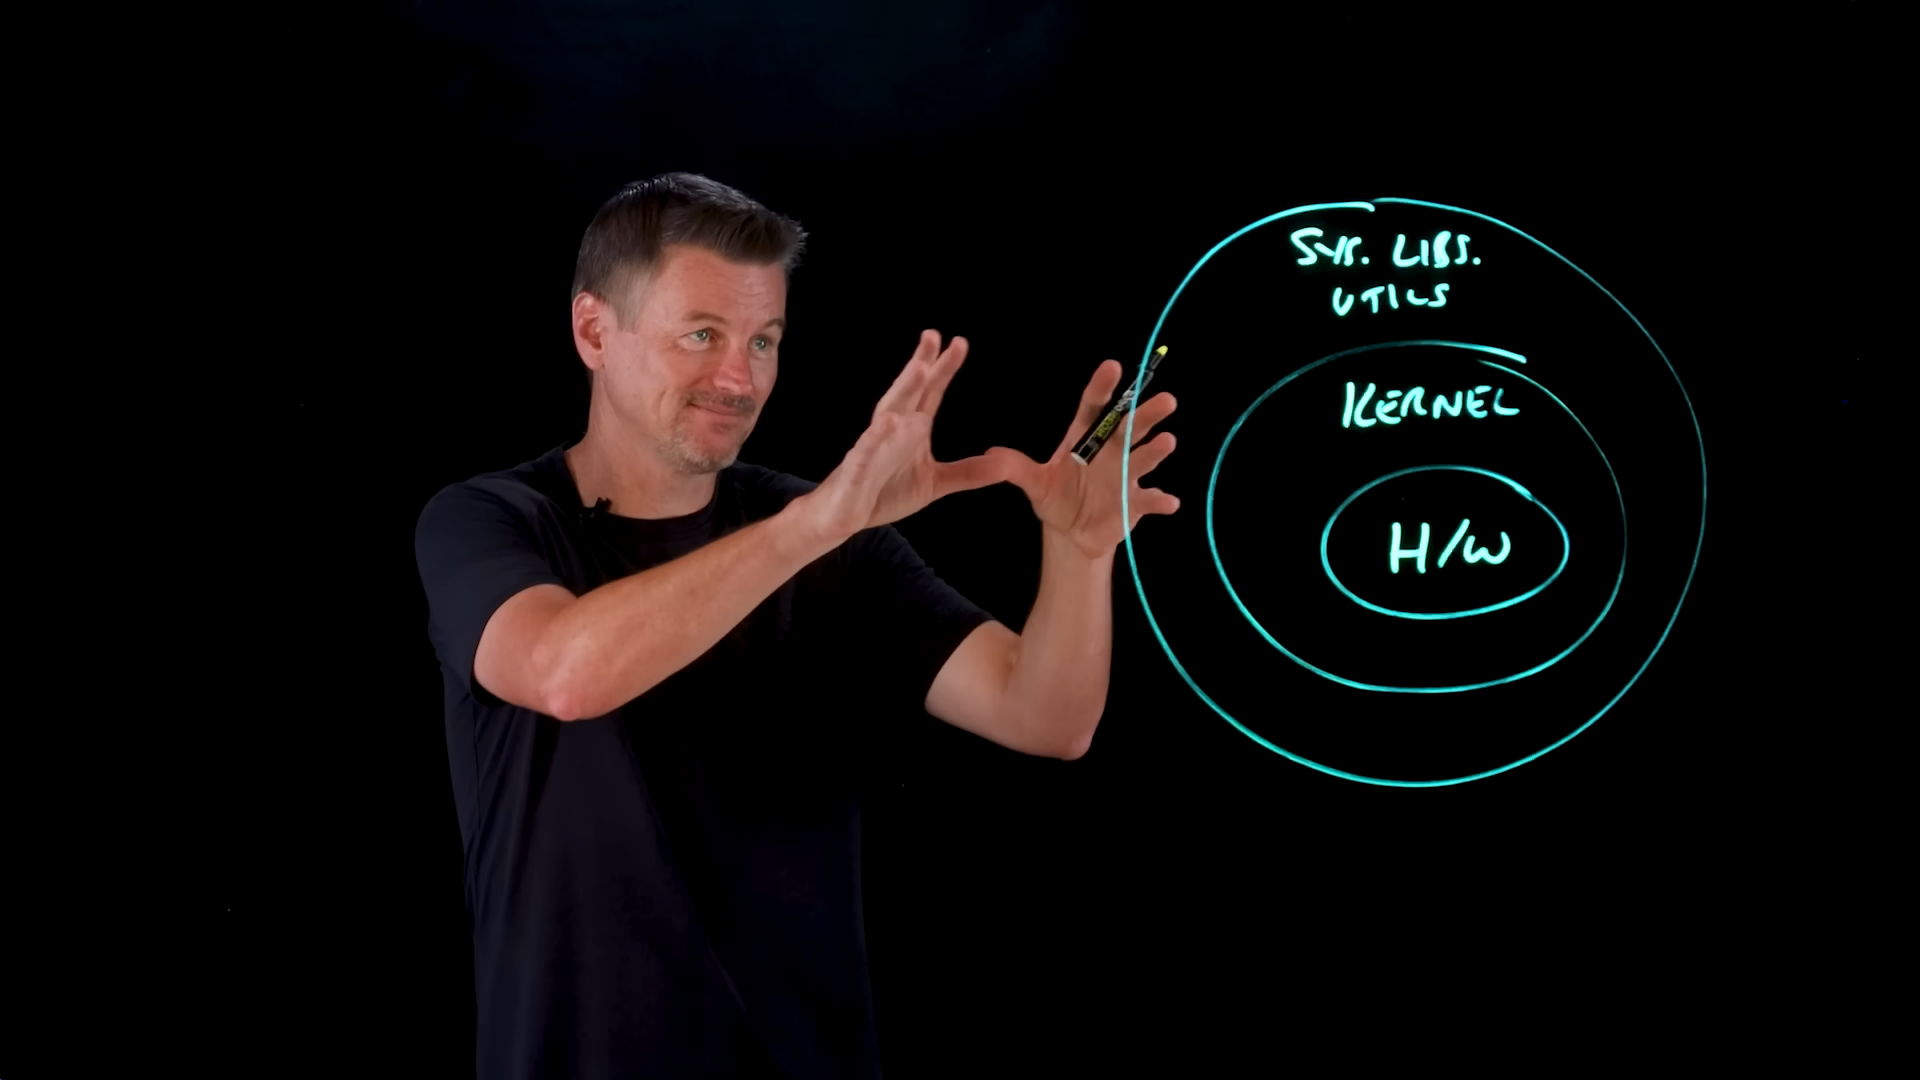 SYS. LIBS.
UTILS
KERNEL
H/W